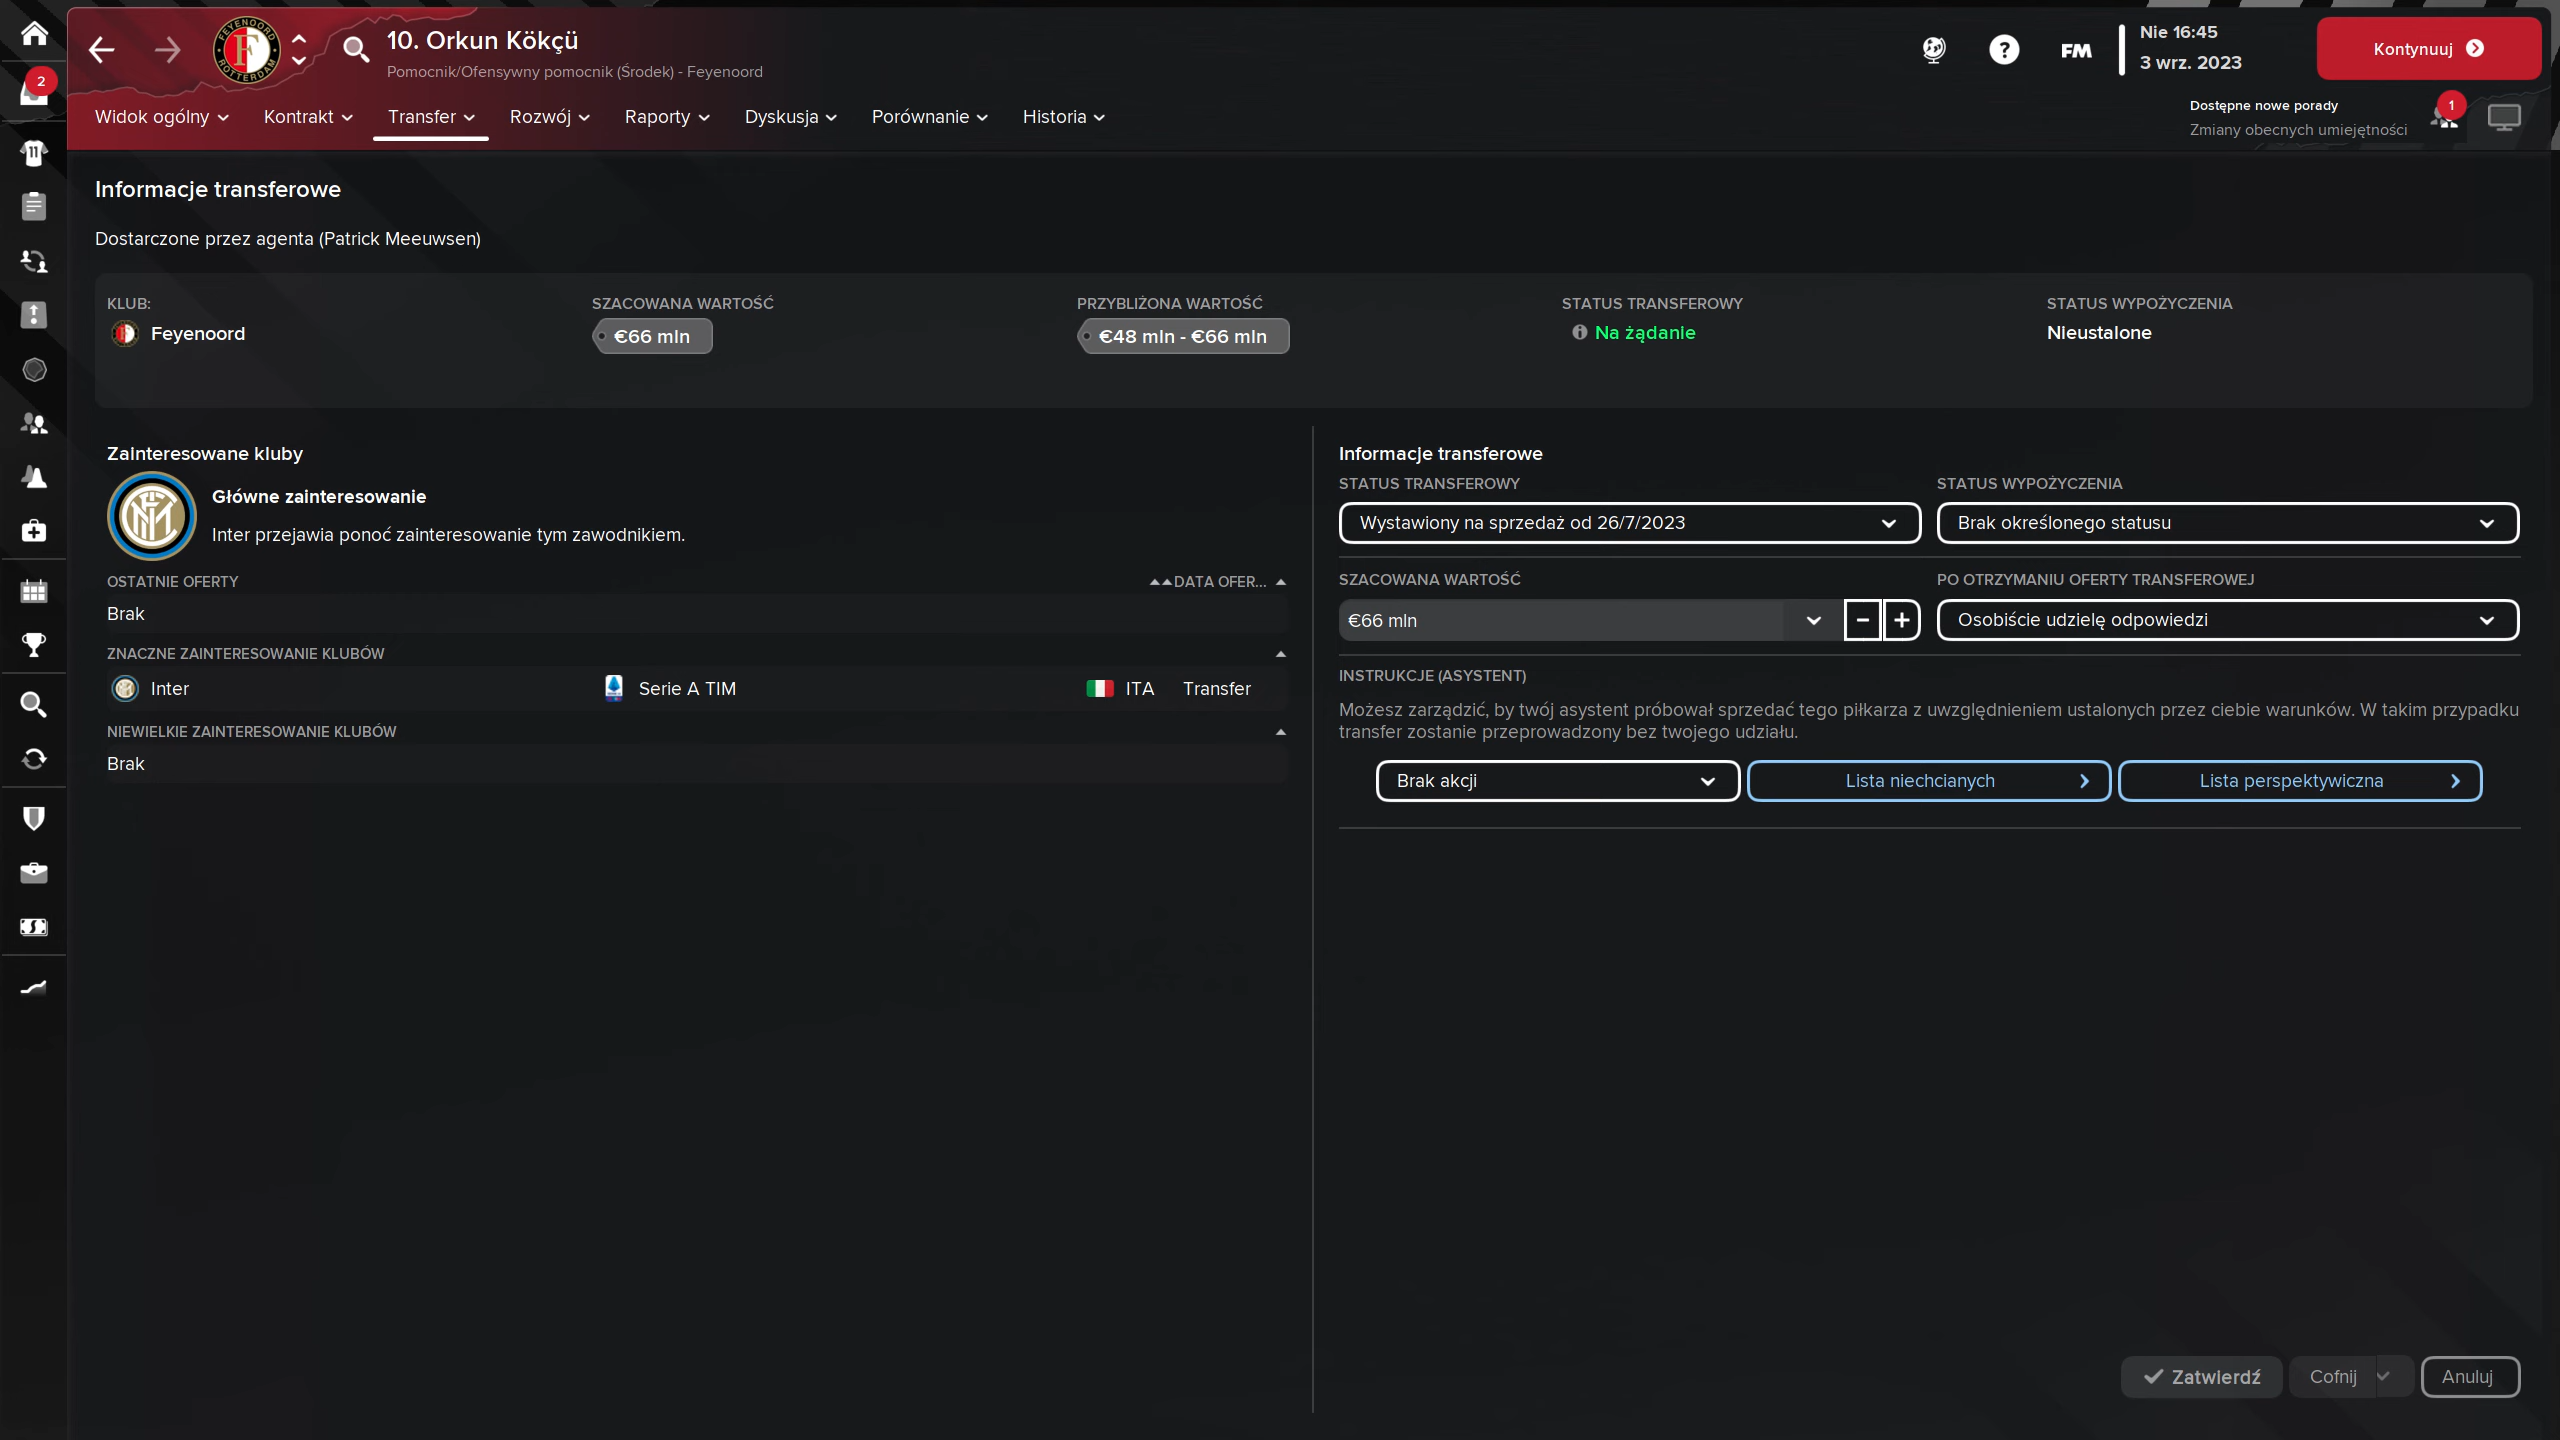 10. Orkun Kökçü
Pomocnik/Ofensywny pomocnik (Środek) - Feyenoord
FM
Nie 16:45
3 wrz. 2023
Kontynuuj
2
Widok ogólny
Kontrakt
Transfer
Rozwój
Raporty
Dyskusja
Porównanie
Historia
Dostępne nowe porady
Zmiany obecnych umiejętności
1
11
Informacje transferowe
Dostarczone przez agenta (Patrick Meeuwsen)
KLUB:
Feyenoord
SZACOWANA WARTOŚĆ
€66 mln
PRZYBLIŻONA WARTOŚĆ
€48 mln - €66 mln
STATUS TRANSFEROWY
Na żądanie
STATUS WYPOŻYCZENIA
Nieustalone
Zainteresowane kluby
Główne zainteresowanie
Inter przejawia ponoć zainteresowanie tym zawodnikiem.
OSTATNIE OFERTY
DATA OFER...
Brak
ZNACZNE ZAINTERESOWANIE KLUBÓW
Inter
Serie A TIM
ITA
Transfer
NIEWIELKIE ZAINTERESOWANIE KLUBÓW
Brak
Informacje transferowe
STATUS TRANSFEROWY
Wystawiony na sprzedaż od 26/7/2023
STATUS WYPOŻYCZENIA
Brak określonego statusu
SZACOWANA WARTOŚĆ
€66 mln
PO OTRZYMANIU OFERTY TRANSFEROWEJ
Osobiście udzielę odpowiedzi
INSTRUKCJE (ASYSTENT)
Możesz zarządzić, by twój asystent próbował sprzedać tego piłkarza z uwzględnieniem ustalonych przez ciebie warunków. W takim przypadku
transfer zostanie przeprowadzony bez twojego udziału.
Brak akcji
Lista niechcianych
Lista perspektywiczna
Zatwierdź
Cofnij
Anuluj